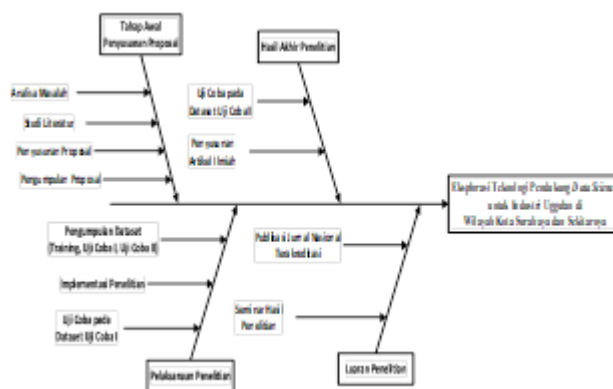 Tahap Awal
Penyusunan Proposal
Hasil Akhir Penelitian
Analisa Masalah
Studi Literatur
Penyusunan Proposal
Pengumpulan Proposal
Uji Coba pada
Dataset Uji Coba II
Penyusunan
Artikel Ilmiah
Eksplorasi Teknologi Pendukung Data Science
untuk Industri Unggulan di
Wilayah Kota Surabaya dan Sekitarnya
Pengumpulan Dataset
(Training, Uji Coba I, Uji Coba II)
Implementasi Penelitian
Uji Coba pada
Dataset Uji Coba I
Publikasi Jurnal Nasional
Terakreditasi
Seminar Hasil
Penelitian
Pelaksanaan Penelitian
Luaran Penelitian